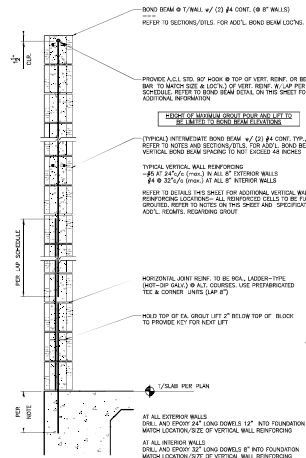 BOND BEAM @ T/WALL w/ (2) #4 CONT. (@ 8" WALLS)
REFER TO SECTIONS/DTLS. FOR ADD'L BOND BEAM LOC'NG.
1½"
CLR.
PROVIDE A.C.I. STD. 90° HOOK @ TOP OF VERT. REINF. OR BE
BAR TO MATCH SIZE & LOC'N.) OF VERT. REINF. W/LAP PER
SCHEDULE. REFER TO BOND BEAM DETAIL ON THIS SHEET FO
ADDITIONAL INFORMATION
HEIGHT OF MAXIMUM GROUT POUR AND LIFT TO
BE LIMITED TO BOND BEAM ELEVATIONS
(TYPICAL) INTERMEDIATE BOND BEAM w/ (2) #4 CONT. TYP.,
REFER TO NOTES AND SECTIONS/DTLS. FOR ADD'L BOND BE
VERTICAL BOND BEAM SPACING TO NOT EXCEED 48 INCHES
TYPICAL VERTICAL WALL REINFORCING
-#5 AT 24"c/c (max.) IN ALL 8" EXTERIOR WALLS
#4 @ 32"c/c (max.) AT ALL 8" INTERIOR WALLS
REFER TO DETAILS THIS SHEET FOR ADDITIONAL VERTICAL WAL
REINFORCING LOCATIONS- ALL REINFORCED CELLS TO BE FU
GROUTED. REFER TO NOTES ON THIS SHEET AND SPECIFICAT
ADD'L. REQMTS. REGARDING GROUT
PER LAP SCHEDULE
HORIZONTAL JOINT REINF. TO BE 9GA., LADDER-TYPE
(HOT-DIP GALV.) @ ALT. COURSES. USE PREFABRICATED
TEE & CORNER UNITS (LAP 8")
HOLD TOP OF EA. GROUT LIFT 2" BELOW TOP OF BLOCK
TO PROVIDE KEY FOR NEXT LIFT
T/SLAB PER PLAN
PER
NOTE
AT ALL EXTERIOR WALLS
DRILL AND EPOXY 24" LONG DOWELS 12" INTO FOUNDATION
MATCH LOCATION/SIZE OF VERTICAL WALL REINFORCING
AT ALL INTERIOR WALLS
DRILL AND EPOXY 32" LONG DOWELS 8" INTO FOUNDATION
MATCH LOCATION/SIZE OF VERTICAL WALL REINFORCING